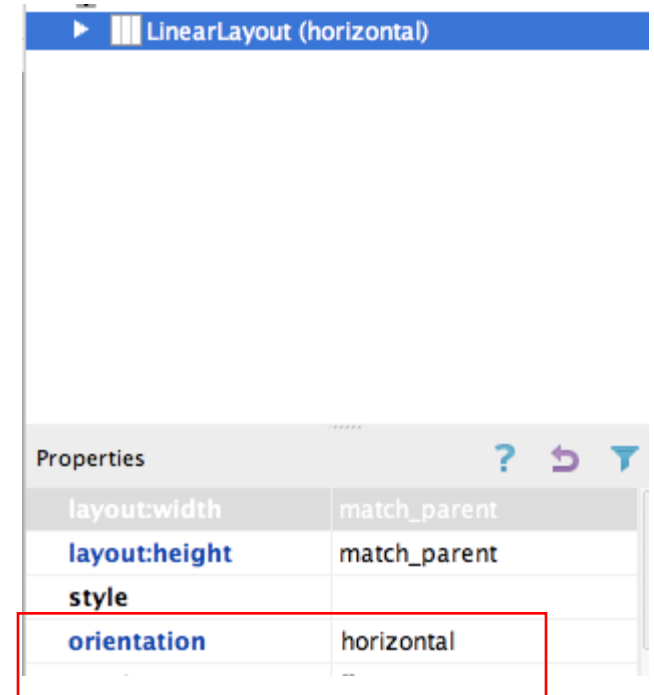 LinearLayout (horizontal)
Properties ?
layout:width match_parent
layout:height match_parent
style
orientation horizontal